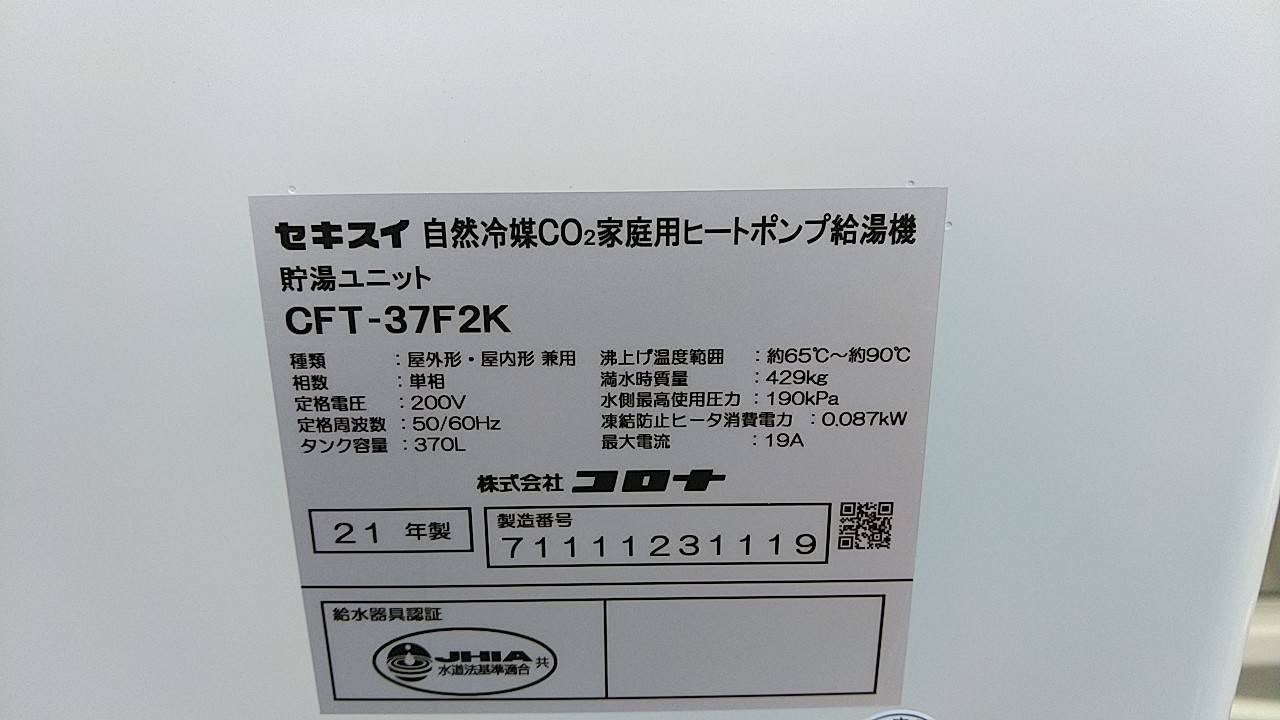 セキスイ 自然冷媒CO₂家庭用ヒートポンプ給湯機
貯湯ユニット
CFT-37F2K
種類 : 屋外形・屋内形 兼用 沸上げ温度範囲 : 約65℃～約90℃
相数 : 単相 満水時質量 : 429kg
定格電圧 : 200V 水側最高使用圧力 : 190kPa
定格周波数 : 50/60Hz 凍結防止ヒータ消費電力 : 0.087kW
タンク容量 : 370L 最大電流 : 19A
株式会社 コロナ
21 年製 製造番号
71111231119
給水器具認証
JHIA 共
水道法基準適合